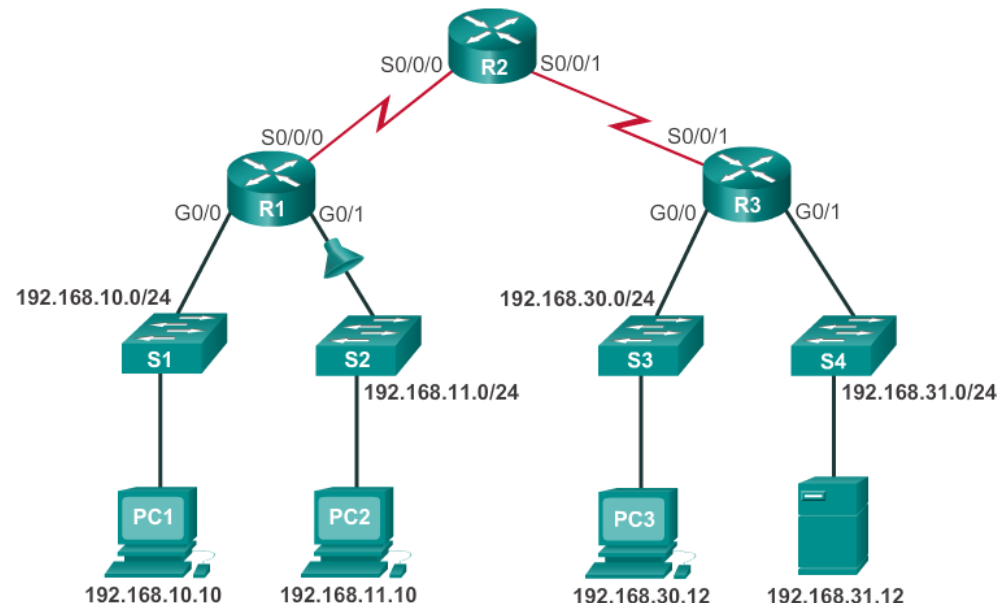 R2
S0/0/0
S0/0/1
S0/0/0
S0/0/1
R1
R3
G0/0
G0/1
G0/0
G0/1
192.168.10.0/24
192.168.30.0/24
S1
S2
S3
S4
192.168.11.0/24
192.168.31.0/24
PC1
PC2
PC3
192.168.10.10
192.168.11.10
192.168.30.12
192.168.31.12